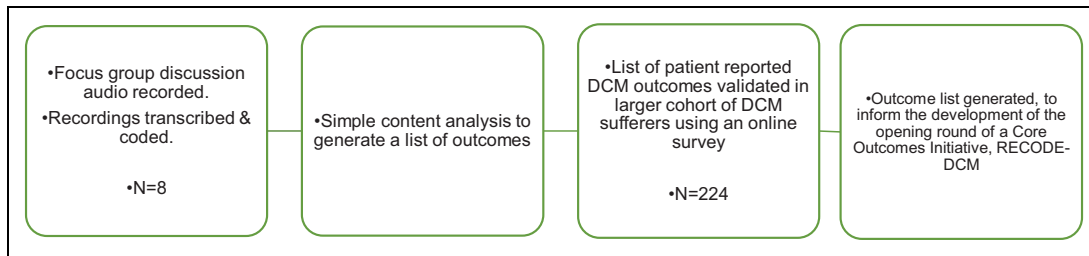 •Focus group discussion
audio recorded.
•Recordings transcribed &
coded.
•N=8
•Simple content analysis to
generate a list of outcomes
•List of patient reported
DCM outcomes validated in
larger cohort of DCM
sufferers using an online
survey
•N=224
•Outcome list generated, to
inform the development of
the opening round of a Core
Outcomes Initiative, RECODE-
DCM